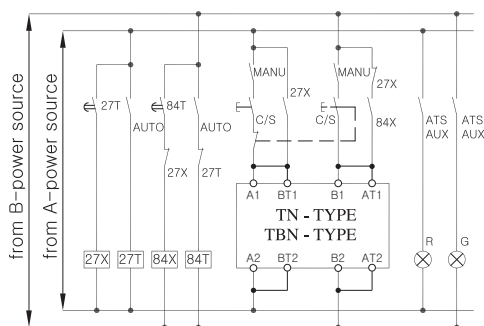 from B-power source
from A-power source
27T
AUTO
84T
AUTO
27X
27T
MANU
C/S
27X
MANU
C/S
27X
84X
ATS
AUX
ATS
AUX
A1
BT1
B1
AT1
TN - TYPE
TBN - TYPE
A2
BT2
B2
AT2
R
G
27X
27T
84X
84T